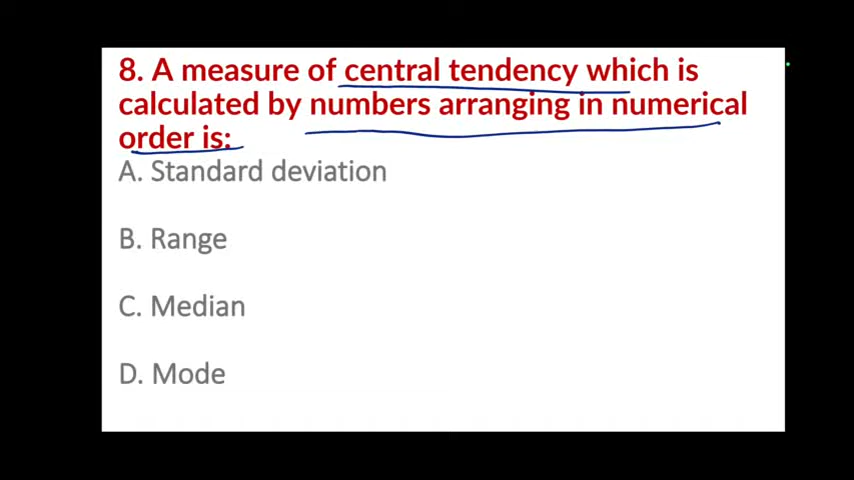 8. A measure of central tendency which is
calculated by numbers arranging in numerical
order is:
A. Standard deviation
B. Range
C. Median
D. Mode